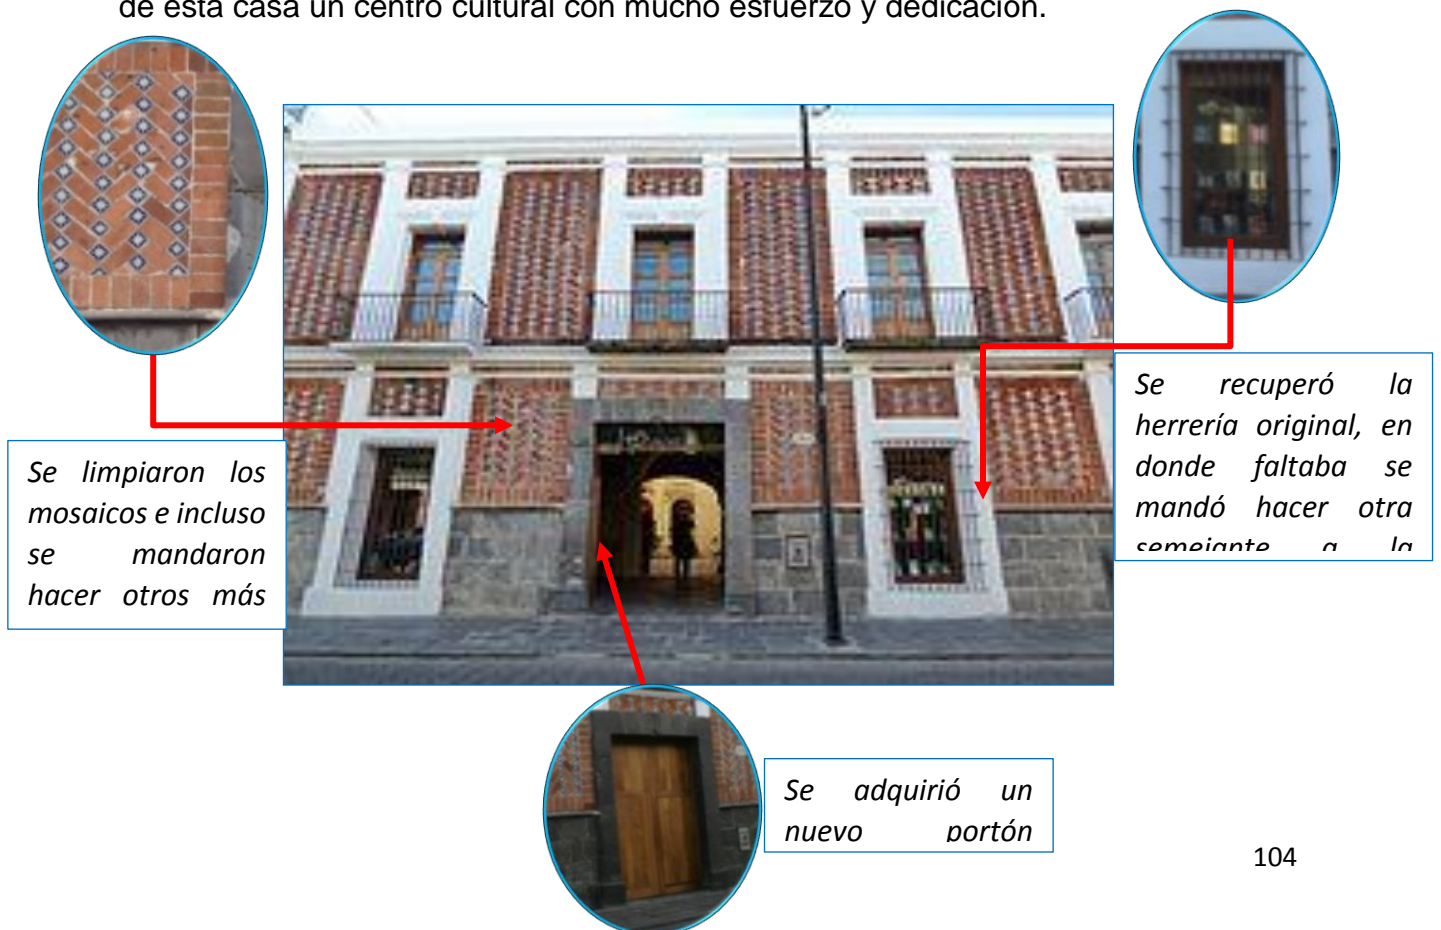 de esta casa un centro cultural con mucho esfuerzo y dedicación.
Se recuperó la
herrería original, en
donde faltaba se
mandó hacer otra
semejante a la
Se limpiaron los
mosaicos e incluso
se mandaron
hacer otros más
Se adquirió un
nuevo portón
104